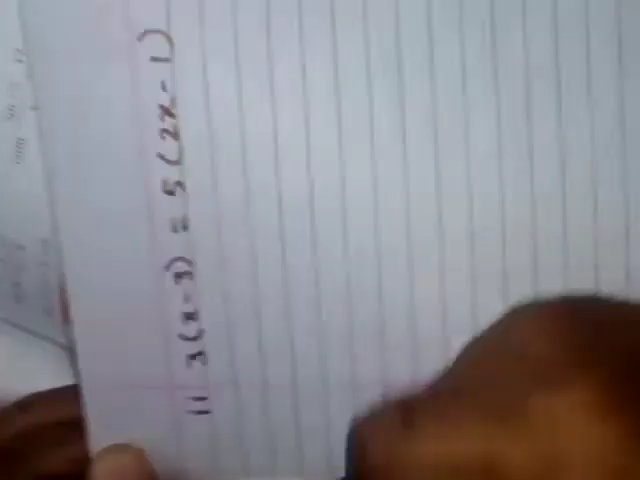 11 3(x-3) = 5(2x-1)